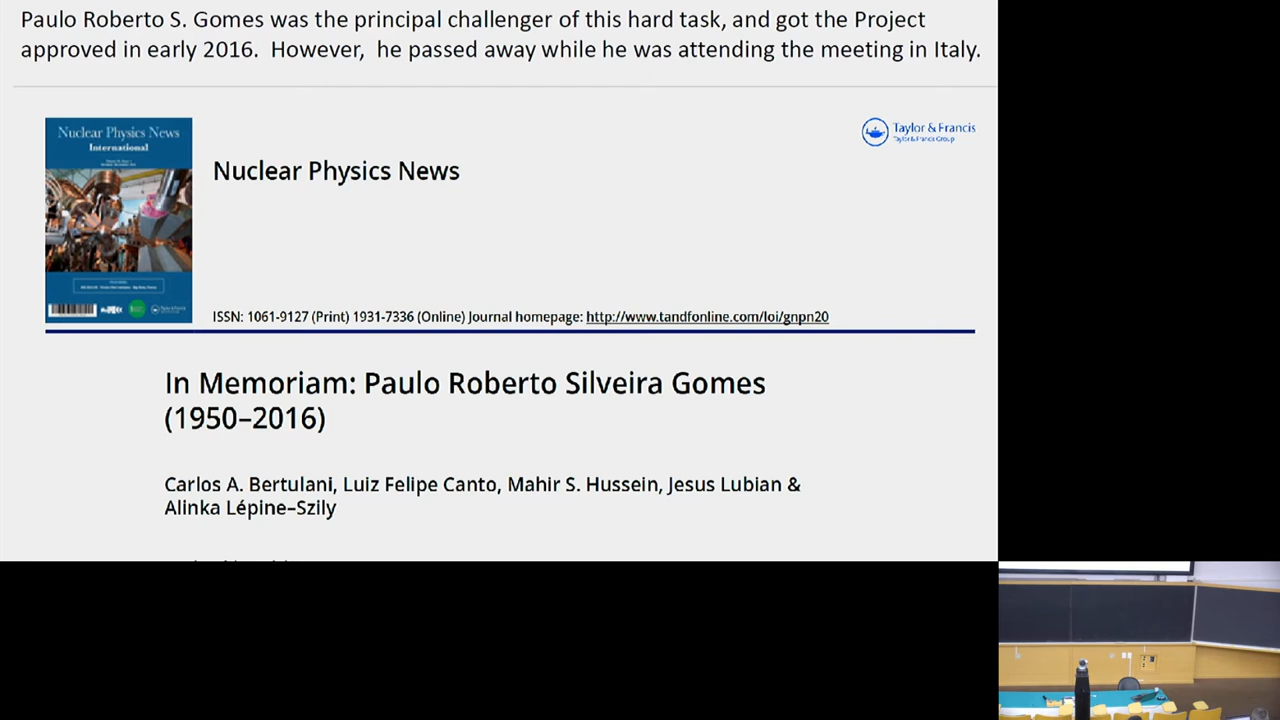 Paulo Roberto S. Gomes was the principal challenger of this hard task, and got the Project
approved in early 2016. However, he passed away while he was attending the meeting in Italy.
Nuclear Physics News
International
Taylor & Francis
Taylor & Francis Group
Nuclear Physics News
ISSN: 1061-9127 (Print) 1931-7336 (Online) Journal homepage: http://www.tandfonline.com/loi/gnpn20
In Memoriam: Paulo Roberto Silveira Gomes
(1950–2016)
Carlos A. Bertulani, Luiz Felipe Canto, Mahir S. Hussein, Jesus Lubian &
Alinka Lépine–Szily